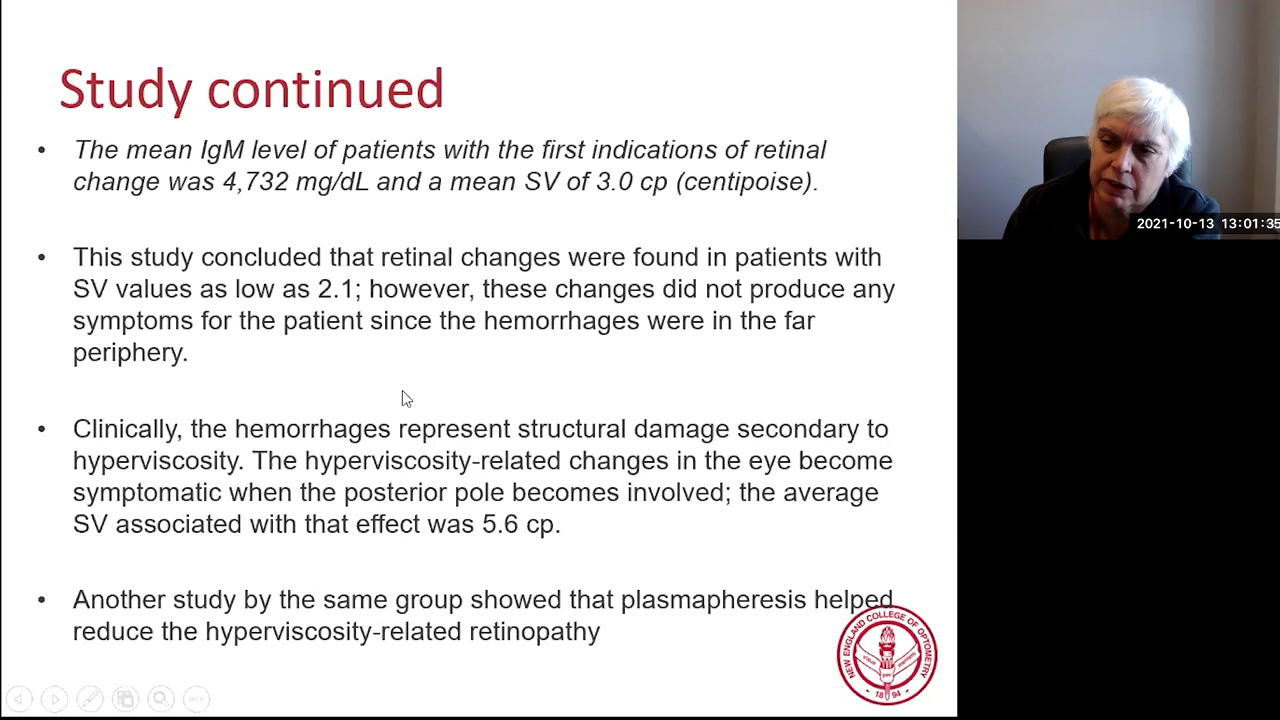 Study continued
• The mean IgM level of patients with the first indications of retinal
change was 4,732 mg/dL and a mean SV of 3.0 cp (centipoise).
• This study concluded that retinal changes were found in patients with
SV values as low as 2.1; however, these changes did not produce any
symptoms for the patient since the hemorrhages were in the far
periphery.
• Clinically, the hemorrhages represent structural damage secondary to
hyperviscosity. The hyperviscosity-related changes in the eye become
symptomatic when the posterior pole becomes involved; the average
SV associated with that effect was 5.6 cp.
• Another study by the same group showed that plasmapheresis helped
reduce the hyperviscosity-related retinopathy
NEW ENGLAND COLLEGE OF OPTOMETRY
1894
2021-10-13 13:01:35